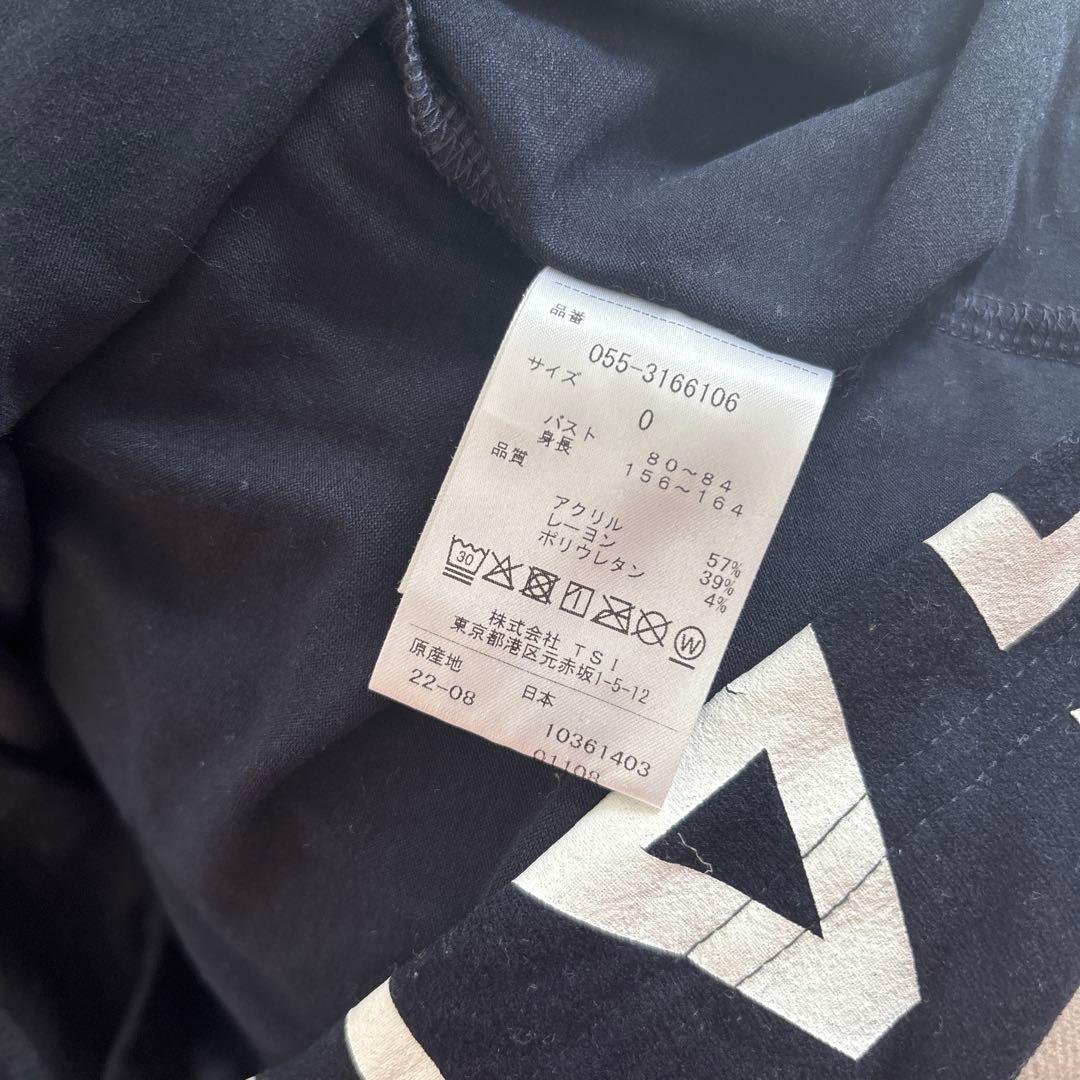 品番
055-3166106
サイズ
0
バスト 80~84
身長 156~164
品質
アクリル 57%
レーヨン 39%
ポリウレタン 4%
30
W
株式会社 TSI
東京都港区元赤坂1-5-12
原産地 日本
22-08
10361403
01108
A